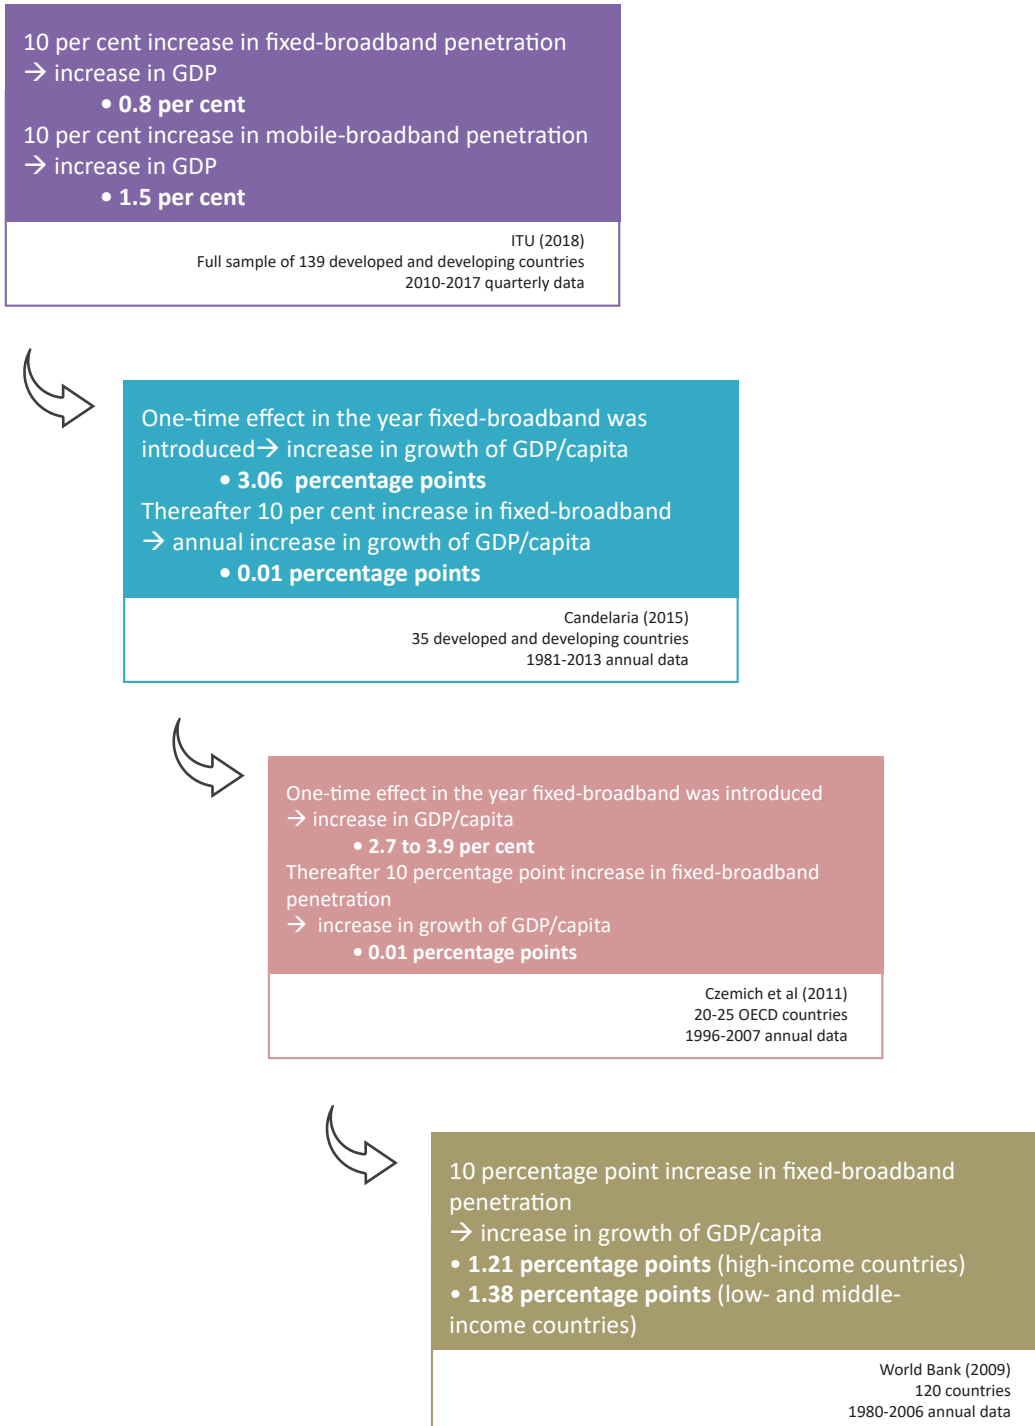 10 per cent increase in fixed-broadband penetration
→ increase in GDP
• 0.8 per cent
10 per cent increase in mobile-broadband penetration
→ increase in GDP
• 1.5 per cent
ITU (2018)
Full sample of 139 developed and developing countries
2010-2017 quarterly data
One-time effect in the year fixed-broadband was
introduced→ increase in growth of GDP/capita
• 3.06 percentage points
Thereafter 10 per cent increase in fixed-broadband
→ annual increase in growth of GDP/capita
• 0.01 percentage points
Candelaria (2015)
35 developed and developing countries
1981-2013 annual data
One-time effect in the year fixed-broadband was introduced
→ increase in GDP/capita
• 2.7 to 3.9 per cent
Thereafter 10 percentage point increase in fixed-broadband
penetration
→ increase in growth of GDP/capita
• 0.01 percentage points
Czemich et al (2011)
20-25 OECD countries
1996-2007 annual data
10 percentage point increase in fixed-broadband
penetration
→ increase in growth of GDP/capita
• 1.21 percentage points (high-income countries)
• 1.38 percentage points (low- and middle-
income countries)
World Bank (2009)
120 countries
1980-2006 annual data